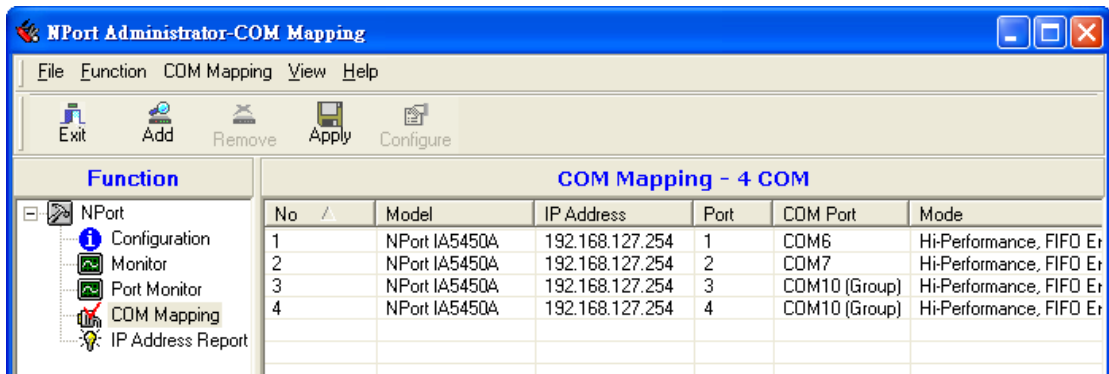 NPort Administrator-COM Mapping
File Function COM Mapping View Help
Exit Add Remove Apply Configure
Function
COM Mapping - 4 COM
NPort
Configuration
Monitor
Port Monitor
COM Mapping
IP Address Report
No Model IP Address Port COM Port Mode
1 NPort IA5450A 192.168.127.254 1 COM6 Hi-Performance, FIFO Er
2 NPort IA5450A 192.168.127.254 2 COM7 Hi-Performance, FIFO Er
3 NPort IA5450A 192.168.127.254 3 COM10 (Group) Hi-Performance, FIFO Er
4 NPort IA5450A 192.168.127.254 4 COM10 (Group) Hi-Performance, FIFO Er